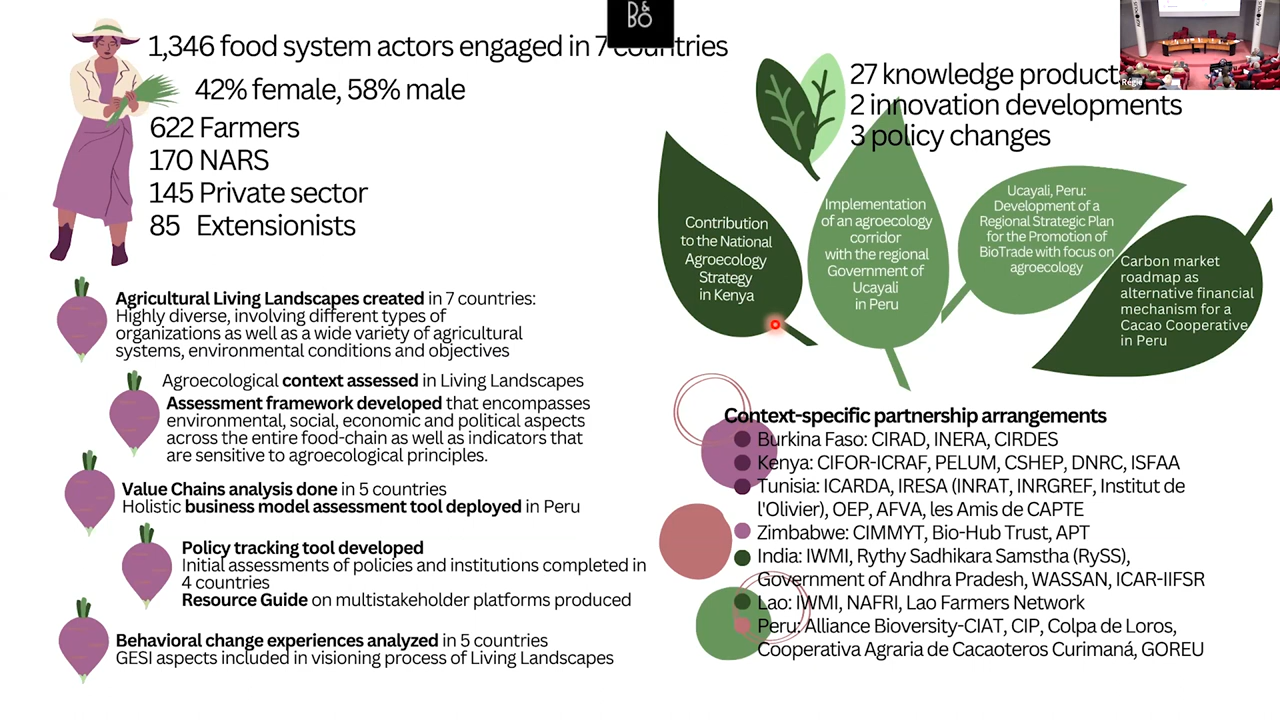 D&
BO
1,346 food system actors engaged in 7 countries
42% female, 58% male
622 Farmers
170 NARS
145 Private sector
85 Extensionists
Agricultural Living Landscapes created in 7 countries:
Highly diverse, involving different types of
organizations as well as a wide variety of agricultural
systems, environmental conditions and objectives
Agroecological context assessed in Living Landscapes
Assessment framework developed that encompasses
environmental, social, economic and political aspects
across the entire food-chain as well as indicators that
are sensitive to agroecological principles.
Value Chains analysis done in 5 countries
Holistic business model assessment tool deployed in Peru
Policy tracking tool developed
Initial assessments of policies and institutions completed in
4 countries
Resource Guide on multistakeholder platforms produced
Behavioral change experiences analyzed in 5 countries
GESI aspects included in visioning process of Living Landscapes
Régie
27 knowledge product
2 innovation developments
3 policy changes
Contribution
to the National
Agroecology
Strategy
in Kenya
Implementation
of an agroecology
corridor
with the regional
Government of
Ucayali
in Peru
Ucayali, Peru:
Development of a
Regional Strategic Plan
for the Promotion of
BioTrade with focus on
agroecology
Carbon market
roadmap as
alternative financial
mechanism for a
Cacao Cooperative
in Peru
Context-specific partnership arrangements
Burkina Faso: CIRAD, INERA, CIRDES
Kenya: CIFOR-ICRAF, PELUM, CSHEP, DNRC, ISFAA
Tunisia: ICARDA, IRESA (INRAT, INRGREF, Institut de
l'Olivier), OEP, AFVA, les Amis de CAPTE
Zimbabwe: CIMMYT, Bio-Hub Trust, APT
India: IWMI, Rythy Sadhikara Samstha (RySS),
Government of Andhra Pradesh, WASSAN, ICAR-IIFSR
Lao: IWMI, NAFRI, Lao Farmers Network
Peru: Alliance Bioversity-CIAT, CIP, Colpa de Loros,
Cooperativa Agraria de Cacaoteros Curimaná, GOREU